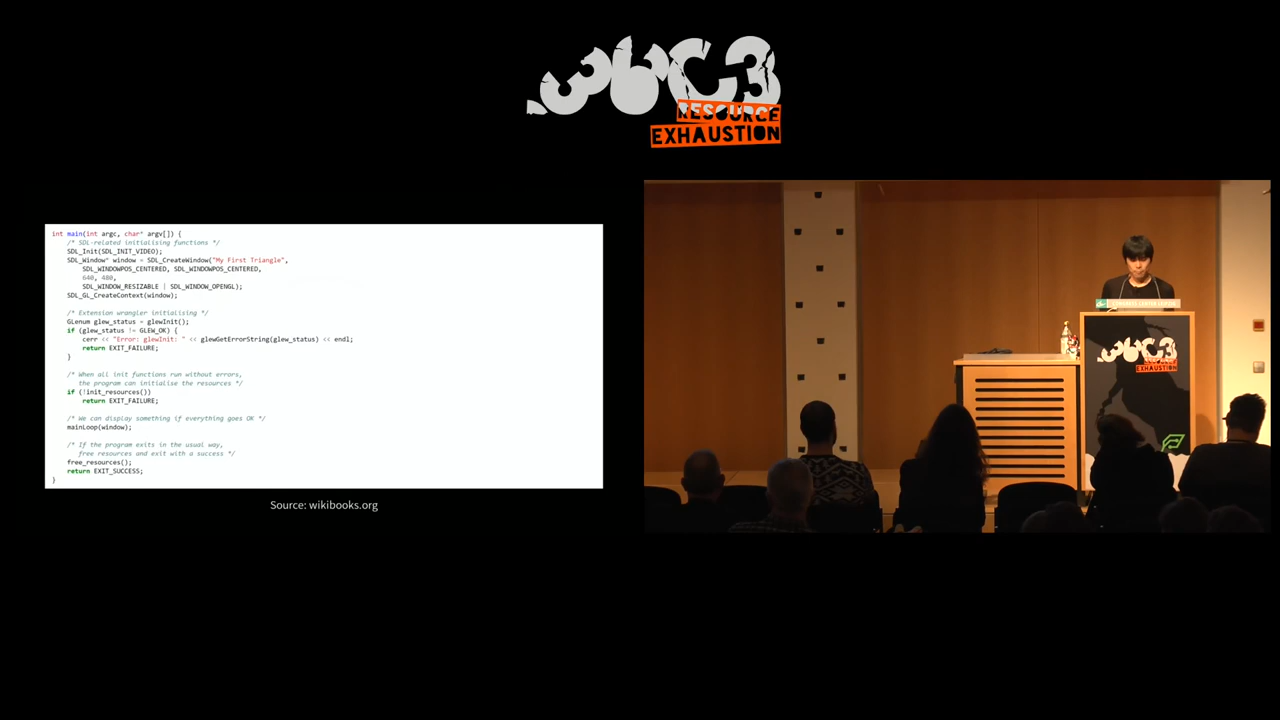 36C3
RESOURCE
EXHAUSTION
int main(int argc, char* argv[]) {
/* SDL-related initialising functions */
SDL_Init(SDL_INIT_VIDEO);
SDL_Window* window = SDL_CreateWindow("My First Triangle",
SDL_WINDOWPOS_CENTERED, SDL_WINDOWPOS_CENTERED,
640, 480,
SDL_WINDOW_RESIZABLE | SDL_WINDOW_OPENGL);
SDL_GL_CreateContext(window);
/* Extension wrangler initialising */
GLenum glew_status = glewInit();
if (glew_status != GLEW_OK) {
cerr << "Error: glewInit: " << glewGetErrorString(glew_status) << endl;
return EXIT_FAILURE;
}
/* When all init functions run without errors,
the program can initialise the resources */
if (!init_resources())
return EXIT_FAILURE;
/* We can display something if everything goes OK */
mainLoop(window);
/* If the program exits in the usual way,
free resources and exit with a success */
free_resources();
return EXIT_SUCCESS;
}
Source: wikibooks.org
36C3
EXHAUSTION